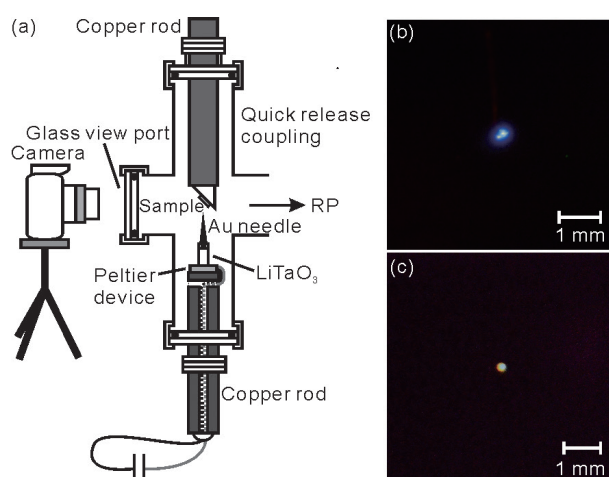 (a)
Copper rod
Quick release
coupling
Glass view port
Camera
Sample
RP
Au needle
Peltier
device
LiTaO₃
Copper rod
(b)
1 mm
(c)
1 mm